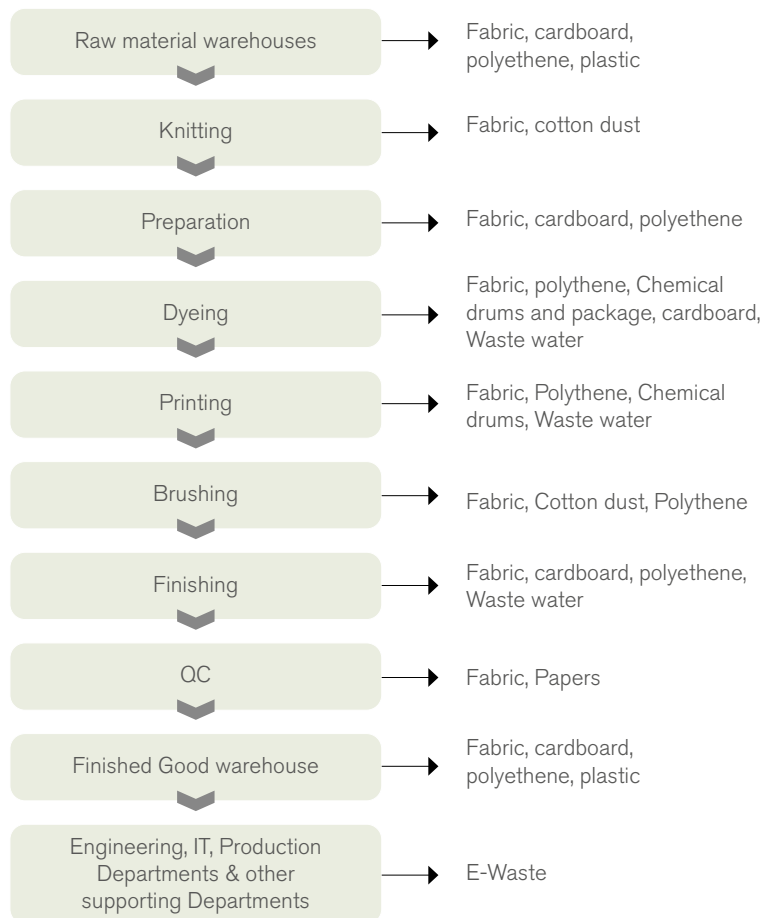 Raw material warehouses
Fabric, cardboard,
polyethene, plastic
Knitting
Fabric, cotton dust
Preparation
Fabric, cardboard, polyethene
Dyeing
Fabric, polythene, Chemical
drums and package, cardboard,
Waste water
Printing
Fabric, Polythene, Chemical
drums, Waste water
Brushing
Fabric, Cotton dust, Polythene
Finishing
Fabric, cardboard, polyethene,
Waste water
QC
Fabric, Papers
Finished Good warehouse
Fabric, cardboard,
polyethene, plastic
Engineering, IT, Production
Departments & other
supporting Departments
E-Waste